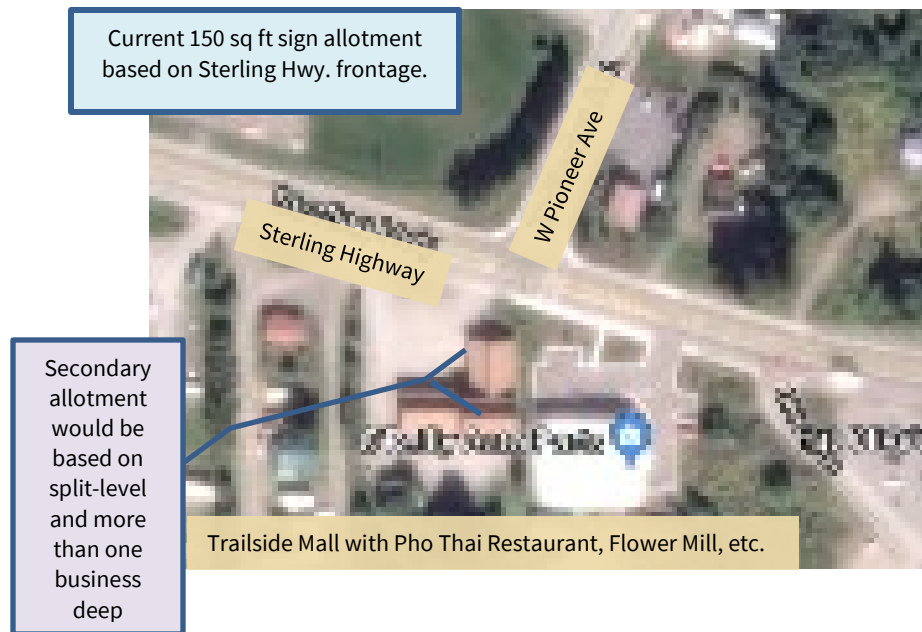 Current 150 sq ft sign allotment
based on Sterling Hwy. frontage.
W Pioneer Ave
Sterling Highway
Secondary
allotment
would be
based on
split-level
and more
than one
business
deep
Trailside Mall with Pho Thai Restaurant, Flower Mill, etc.